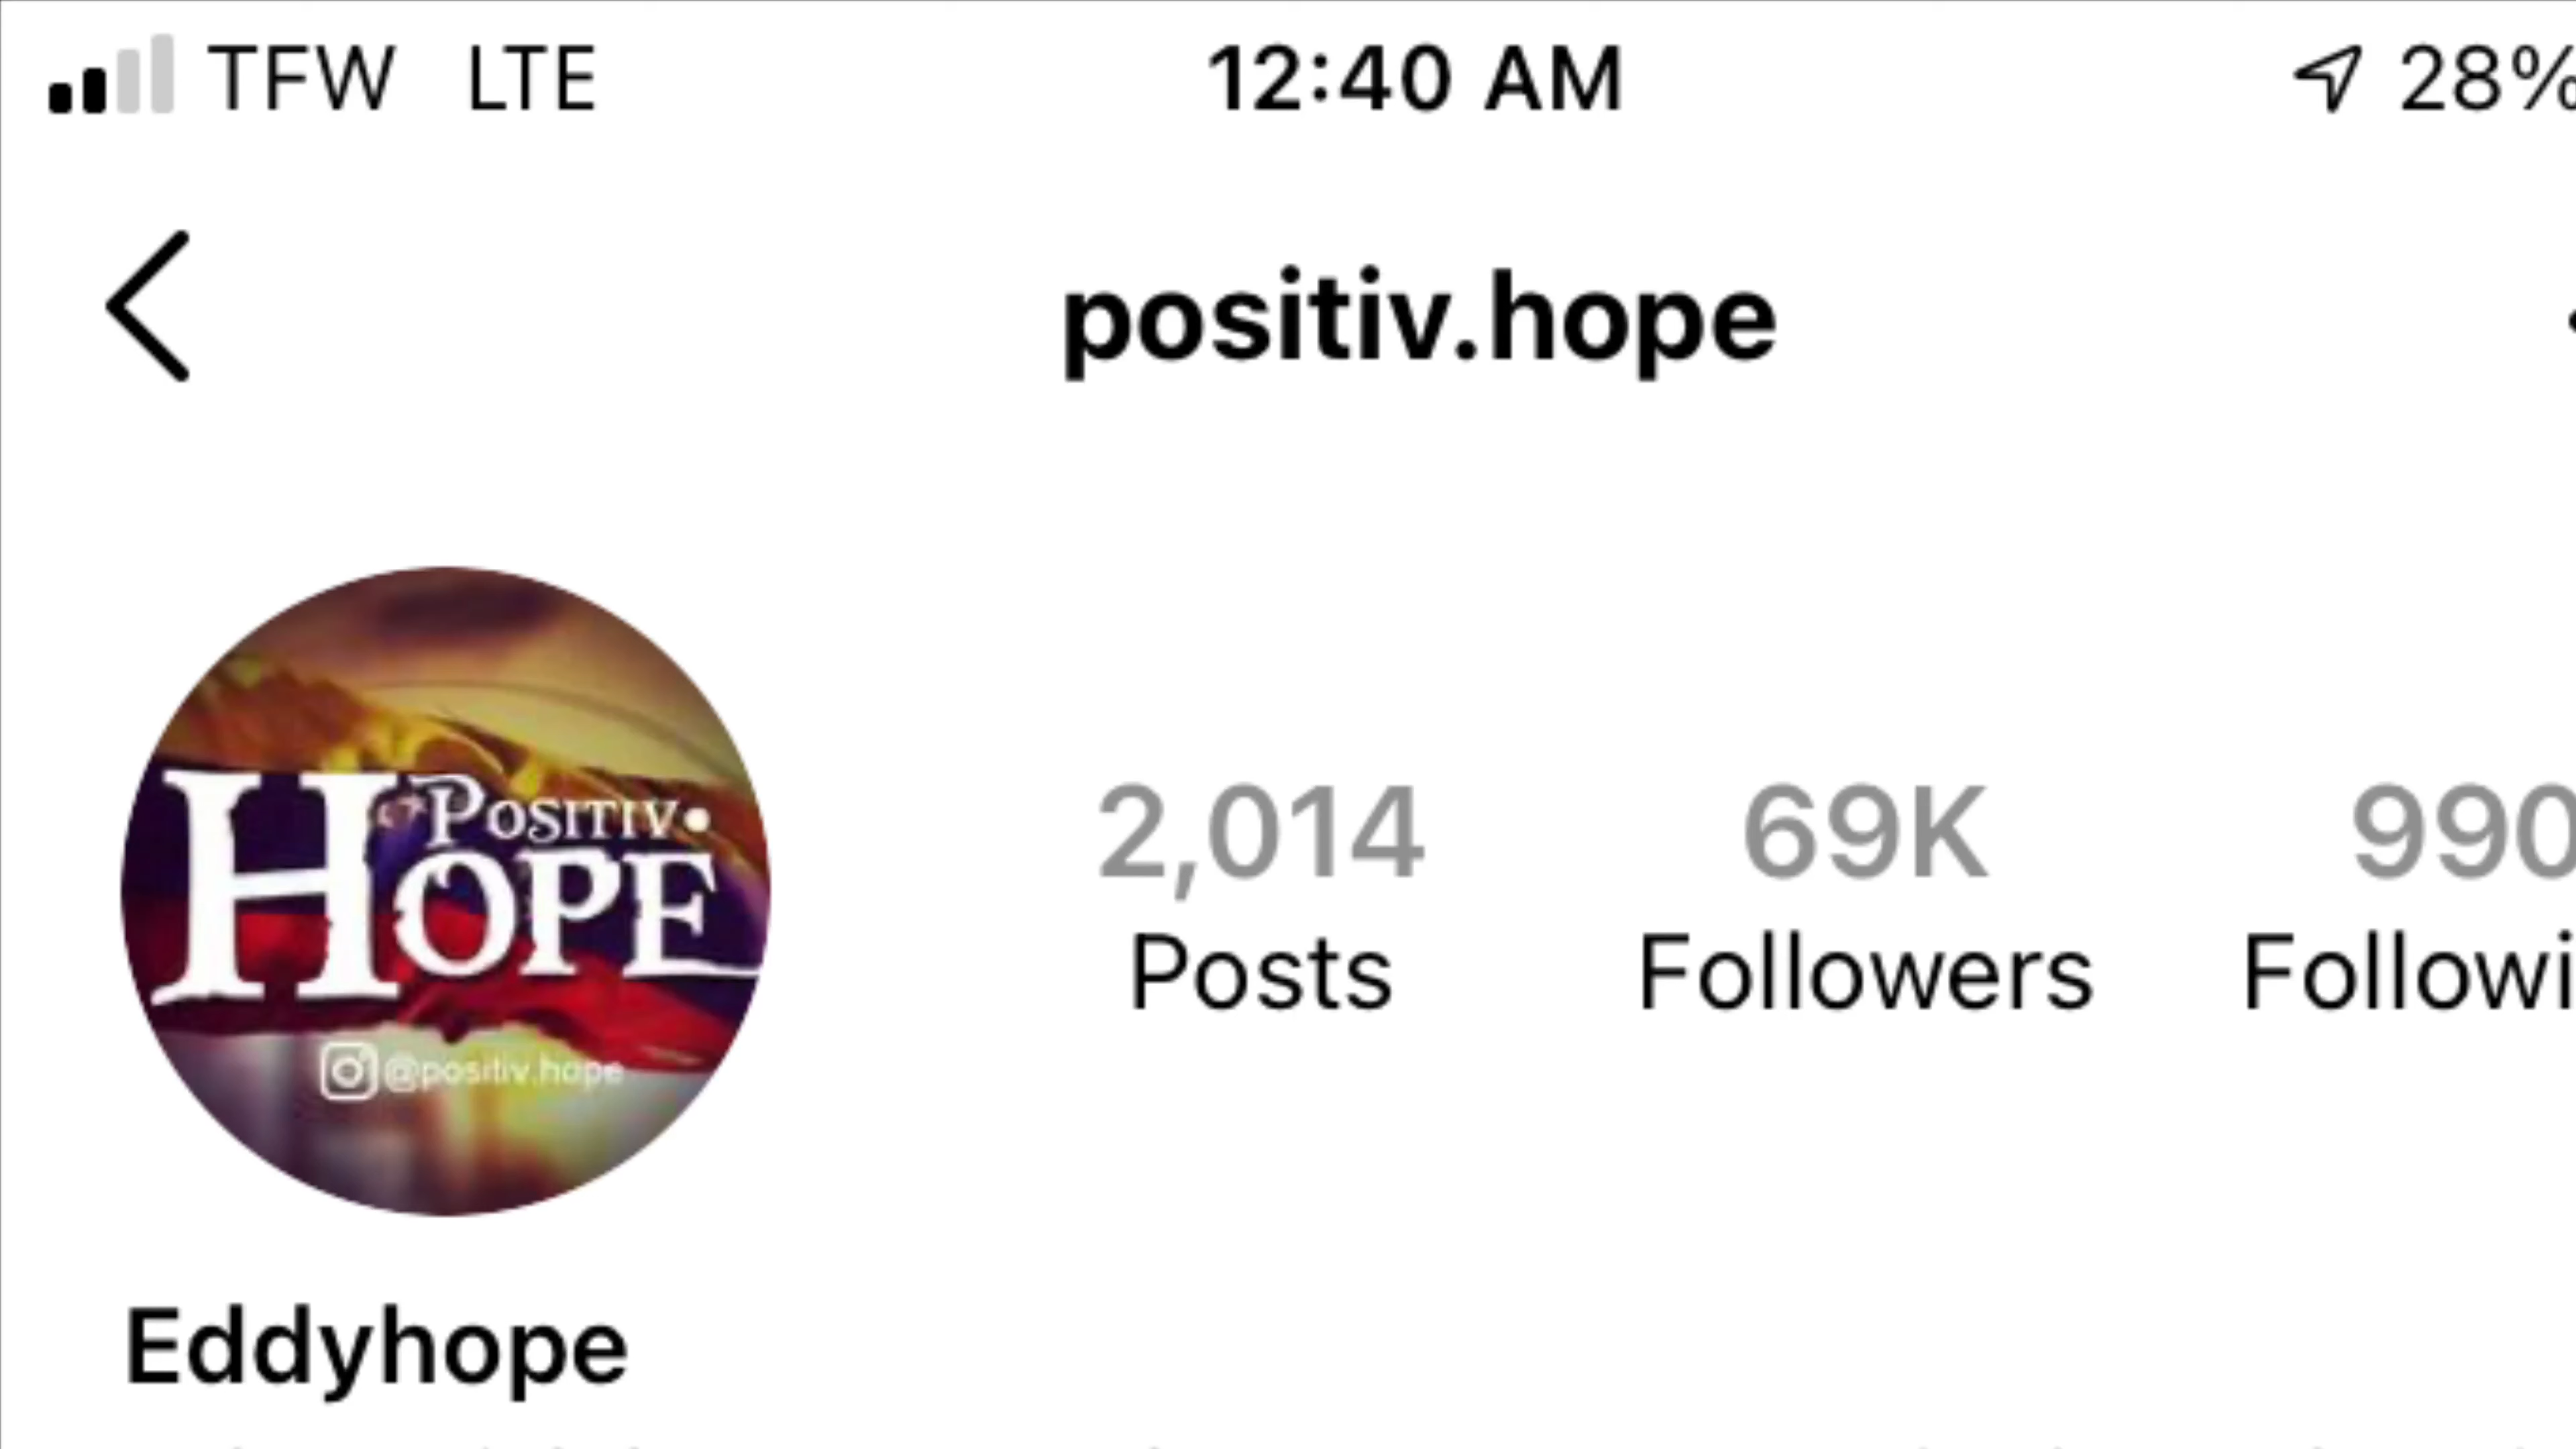 TFW LTE 12:40 AM 28%
positiv.hope
POSITIV•
HOPE
@positiv.hope
2,014 69K 990
Posts Followers Followi
Eddyhope